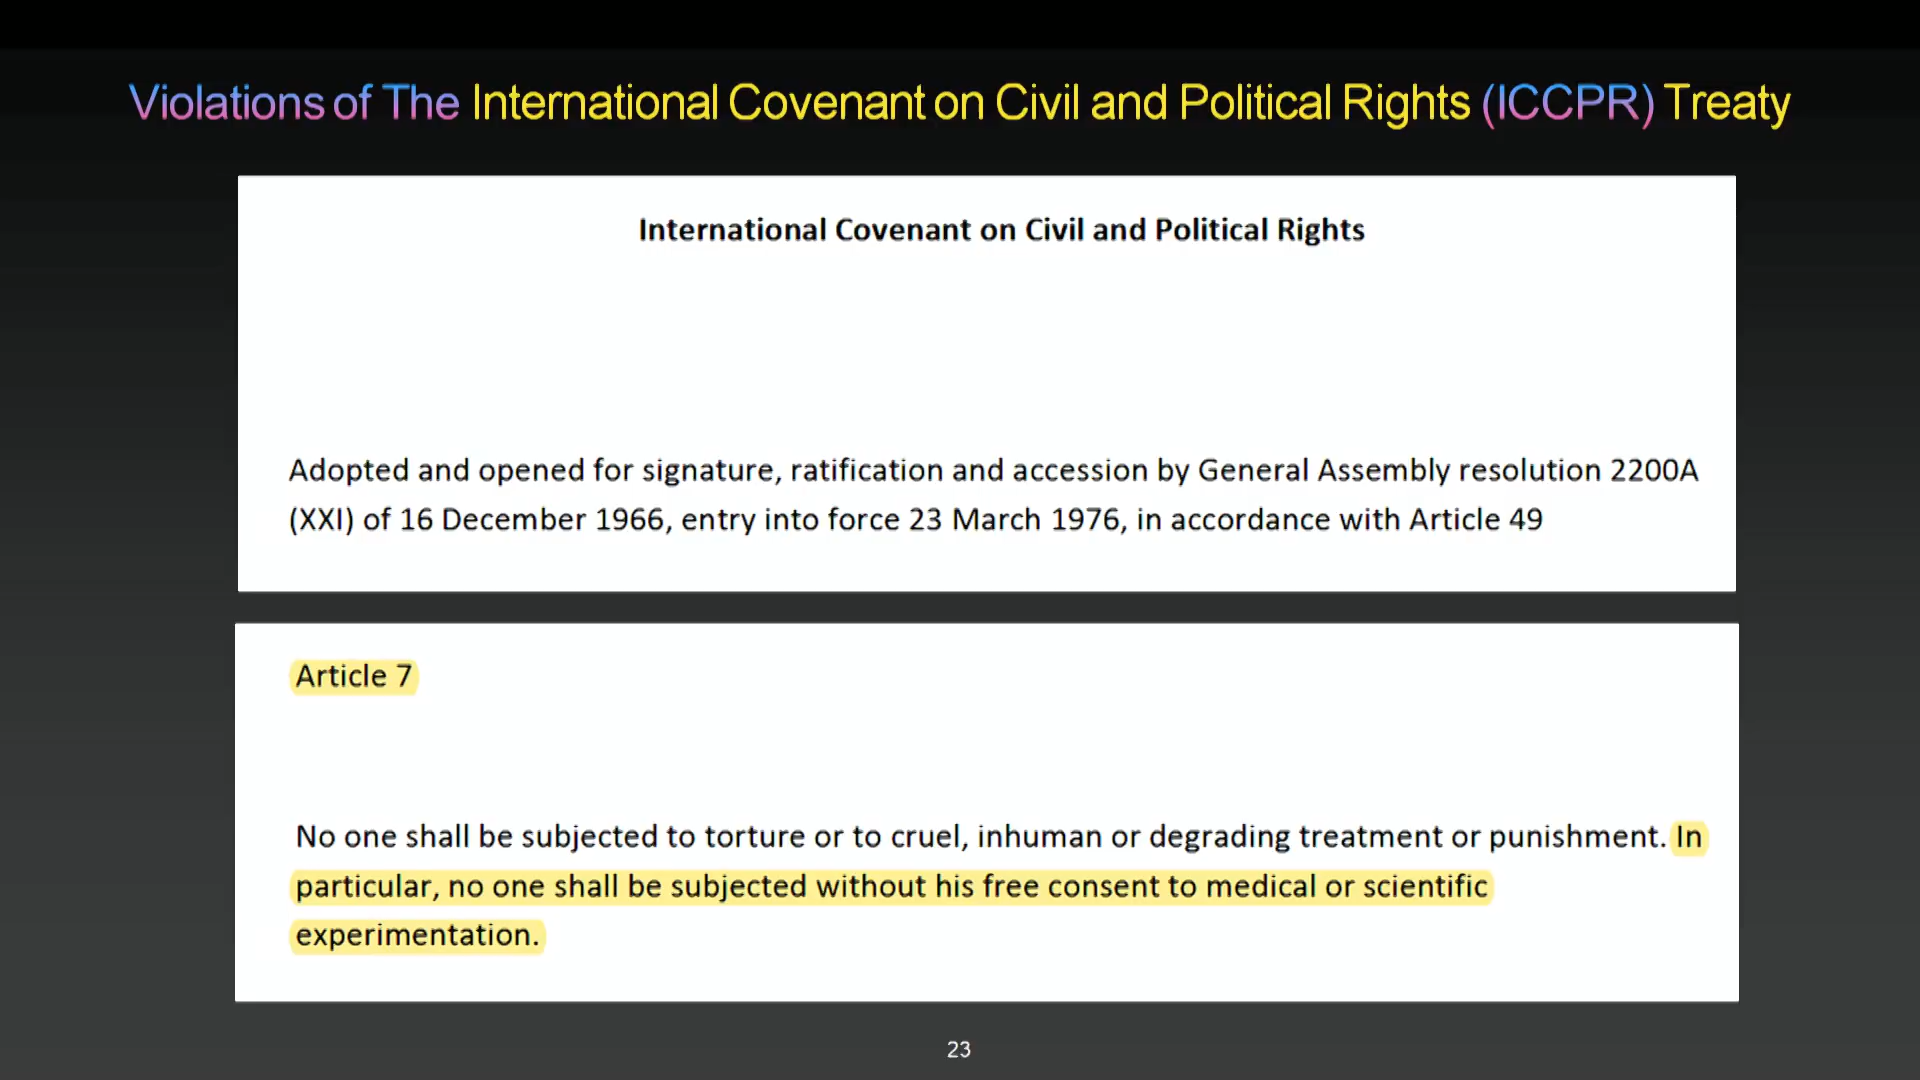 Violations of The International Covenant on Civil and Political Rights (ICCPR) Treaty
International Covenant on Civil and Political Rights
Adopted and opened for signature, ratification and accession by General Assembly resolution 2200A
(XXI) of 16 December 1966, entry into force 23 March 1976, in accordance with Article 49
Article 7
No one shall be subjected to torture or to cruel, inhuman or degrading treatment or punishment. In
particular, no one shall be subjected without his free consent to medical or scientific
experimentation.
23